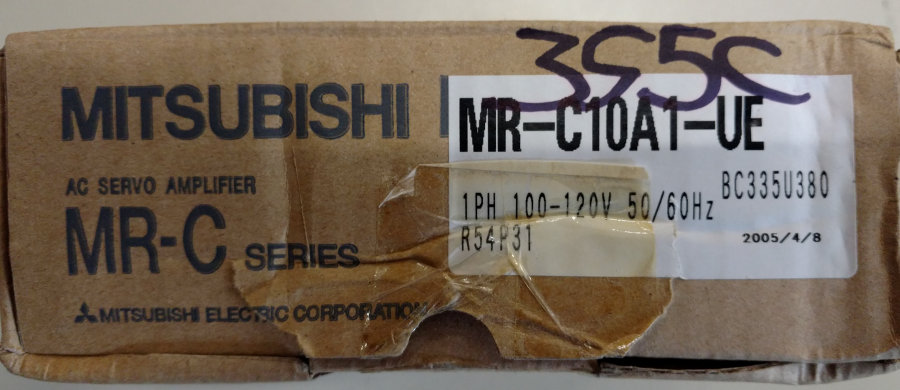 3S5C
MITSUBISHI
MR-C10A1-UE
AC SERVO AMPLIFIER
BC335U380
1PH 100-120V 50/60Hz
MR-C SERIES
R54P31
2005/4/8
MITSUBISHI ELECTRIC CORPORATION